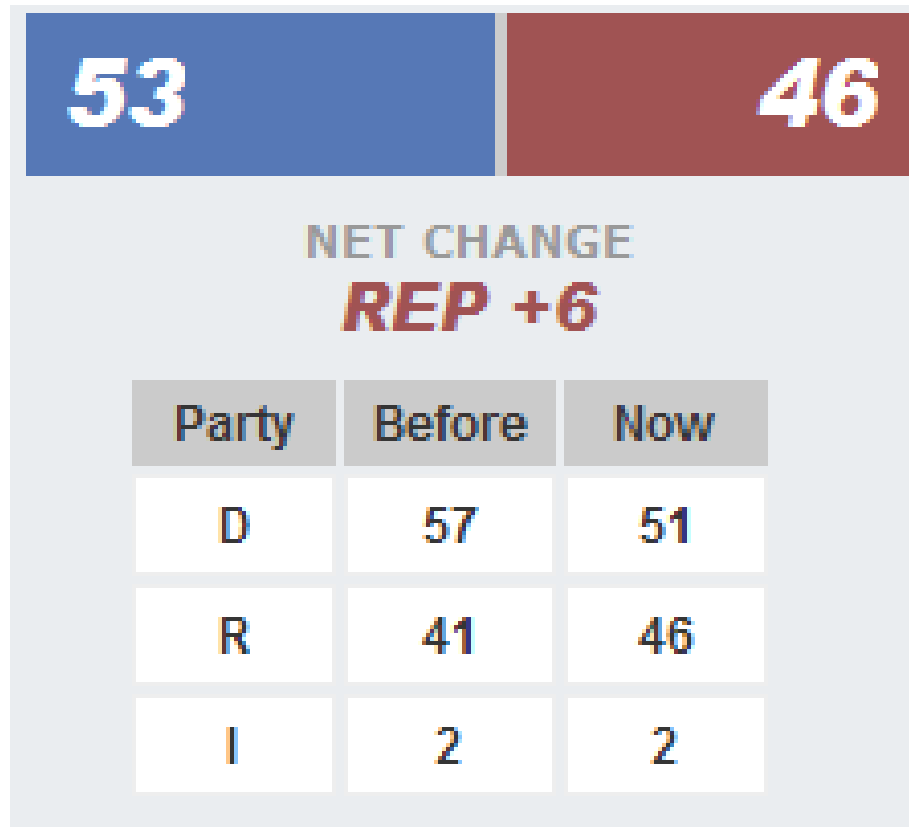 53 46
NET CHANGE
REP +6
Party Before Now
D 57 51
R 41 46
I 2 2